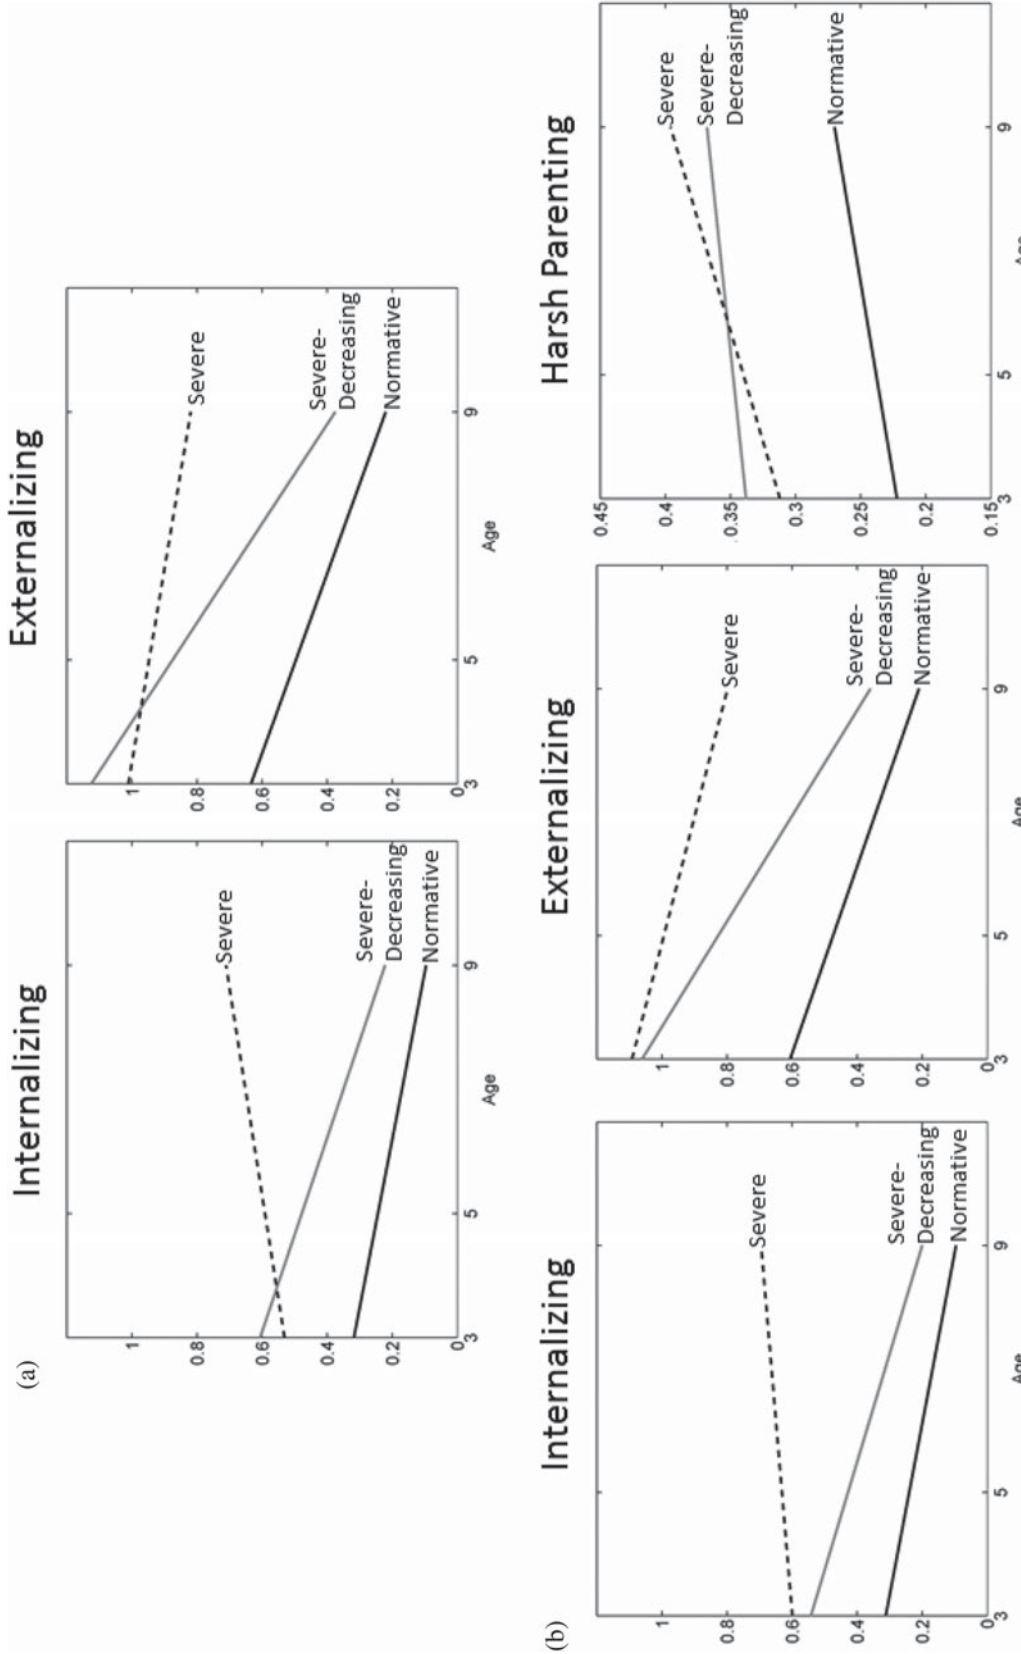 (a)
Internalizing
1
0.8
0.6
0.4
0.2
0
3
5
9
Age
Severe
Severe-
Decreasing
Normative
Externalizing
1
0.8
0.6
0.4
0.2
0
3
5
9
Age
Severe
Severe-
Decreasing
Normative
(b)
Internalizing
1
0.8
0.6
0.4
0.2
0
3
5
9
Age
Severe
Severe-
Decreasing
Normative
Externalizing
1
0.8
0.6
0.4
0.2
0
3
5
9
Age
Severe
Severe-
Decreasing
Normative
Harsh Parenting
0.45
0.4
0.35
0.3
0.25
0.2
0.15
3
5
9
Age
Severe
Severe-
Decreasing
Normative